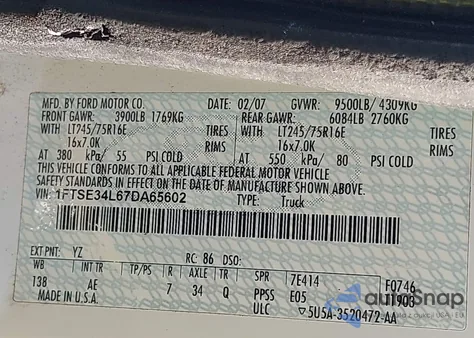 MFD. BY FORD MOTOR CO. DATE: 02/07 GVWR: 9500LB/ 4309KG
FRONT GAWR: 3900LB 1769KG REAR GAWR: 6084LB 2760KG
WITH LT245/75R16E TIRES WITH LT245/75R16E TIRES
16x7.0K RIMS 16x7.0K RIMS
AT 380 kPa/ 55 PSI COLD AT 550 kPa/ 80 PSI COLD
THIS VEHICLE CONFORMS TO ALL APPLICABLE FEDERAL MOTOR VEHICLE
SAFETY STANDARDS IN EFFECT ON THE DATE OF MANUFACTURE SHOWN ABOVE.
VIN: 1FTSE34L67DA65602 TYPE: Truck
EXT PNT: YZ RC: 86 DSO:
WB INT TR TP/PS R AXLE TR SPR 7E414 F0746
138 AE 7 34 Q PPSS E05 11903
MADE IN U.S.A. ULC 5U5A-3520472-AA
autoSnap